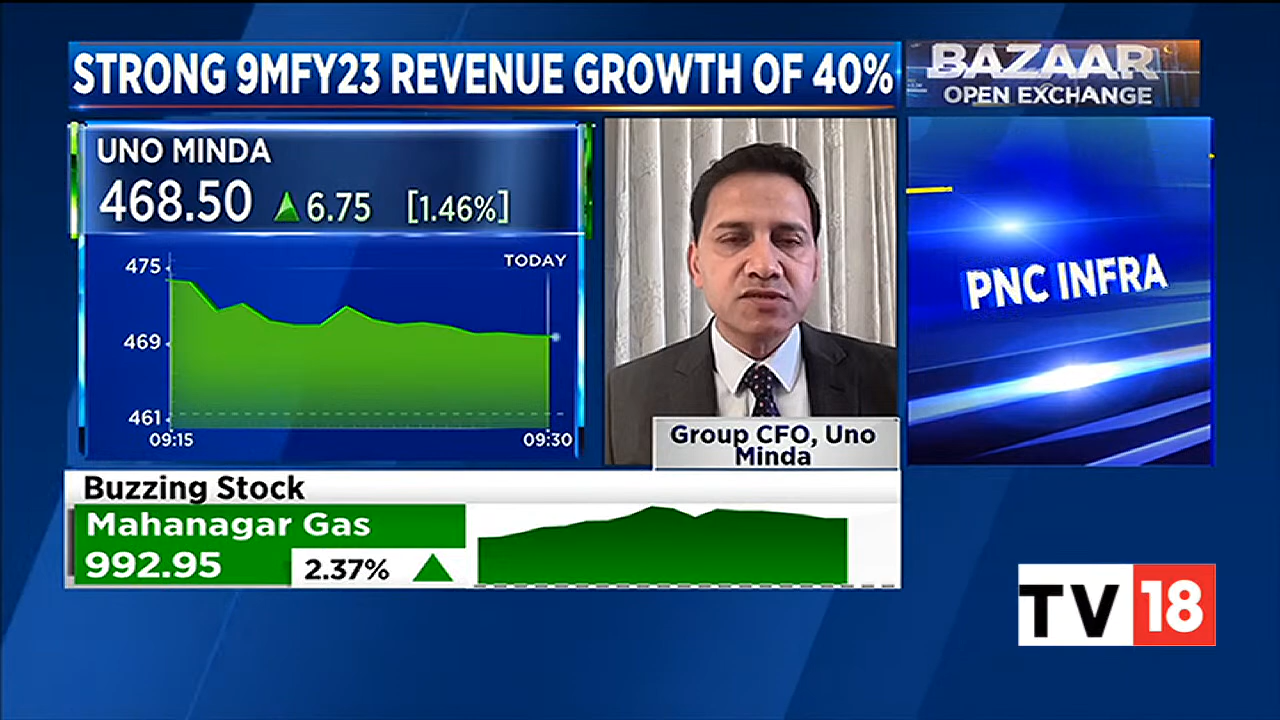 STRONG 9MFY23 REVENUE GROWTH OF 40%
BAZAAR
OPEN EXCHANGE
UNO MINDA
468.50 ▲ 6.75 [1.46%]
TODAY
475
469
461
09:15
09:30
Group CFO, Uno
Minda
PNC INFRA
Buzzing Stock
Mahanagar Gas
992.95
2.37% ▲
TV18